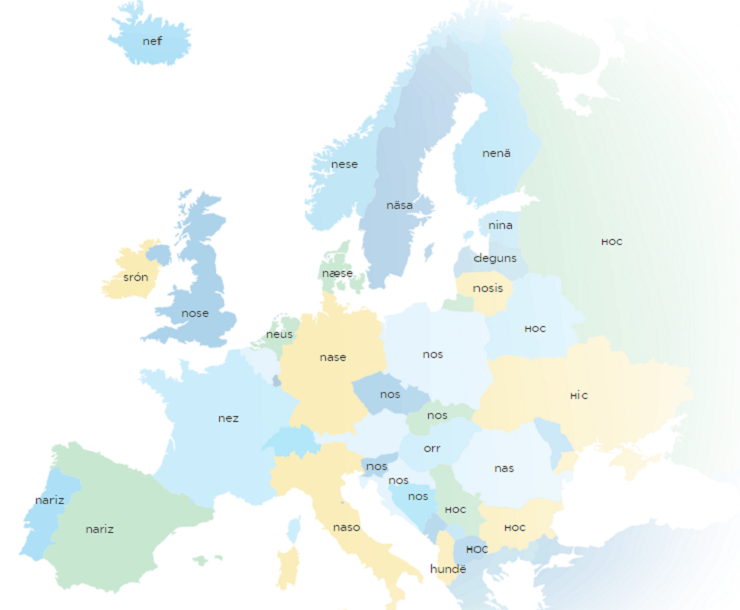 nef
nenä
nese
näsa
nina
нос
deguns
næse
srón
nosis
nose
нос
neus
nos
nase
nos
ніс
nos
nez
orr
nos
nas
nos
nos
nariz
нос
naso
нос
nariz
нос
hundë